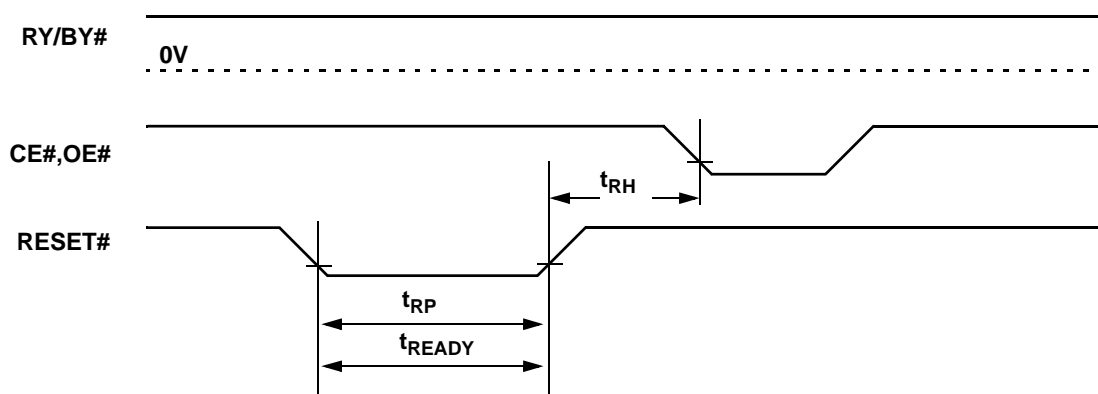 RY/BY#
0V
CE#,OE#
tRH
RESET#
tRP
tREADY